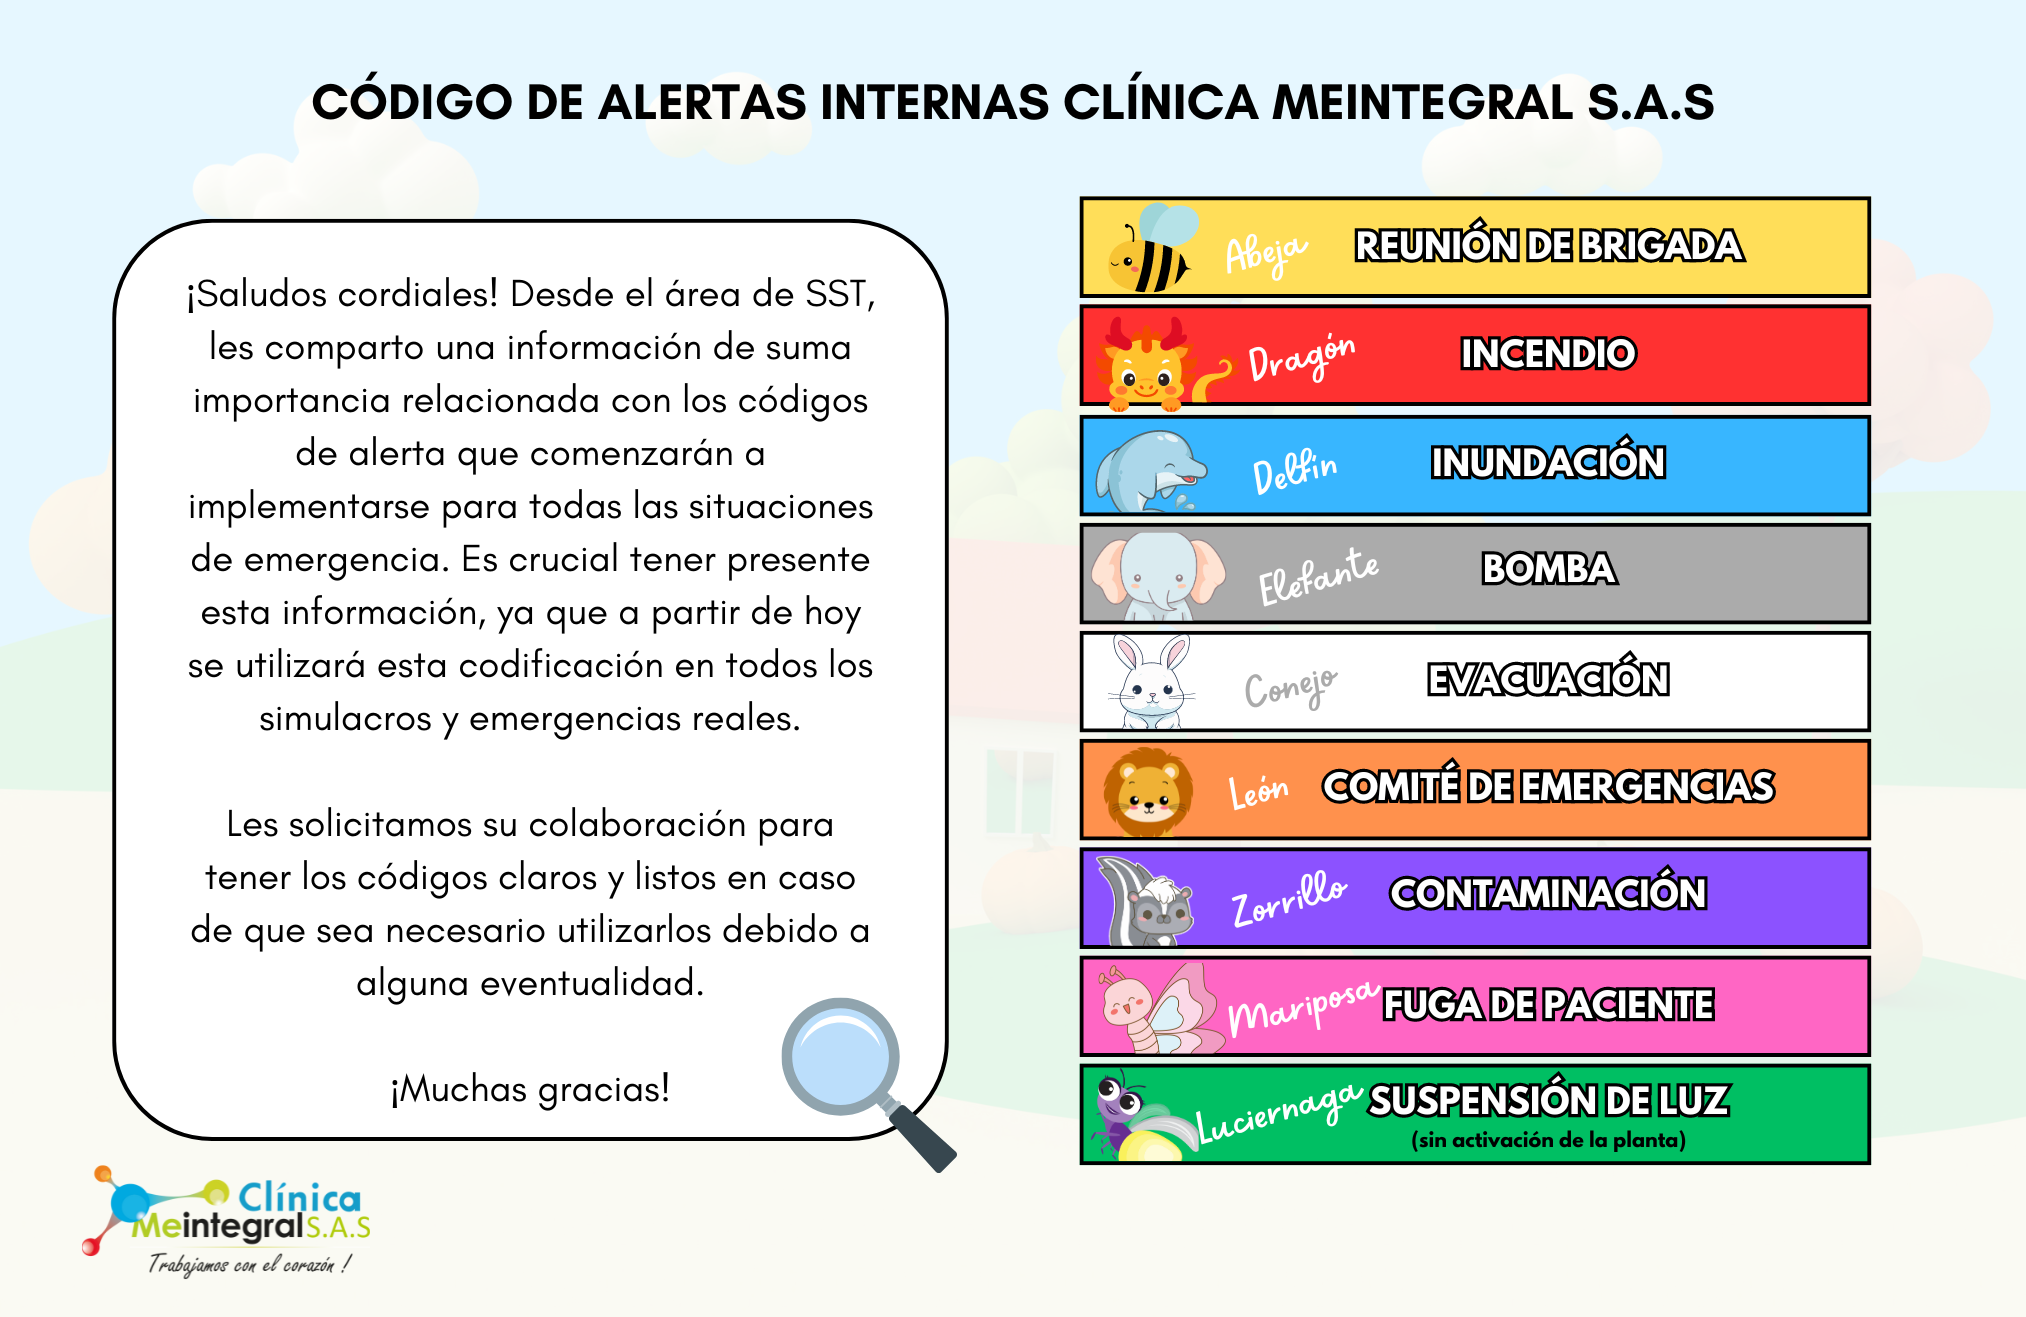 CÓDIGO DE ALERTAS INTERNAS CLÍNICA MEINTEGRAL S.A.S
¡Saludos cordiales! Desde el área de SST,
les comparto una información de suma
importancia relacionada con los códigos
de alerta que comenzarán a
implementarse para todas las situaciones
de emergencia. Es crucial tener presente
esta información, ya que a partir de hoy
se utilizará esta codificación en todos los
simulacros y emergencias reales.
Les solicitamos su colaboración para
tener los códigos claros y listos en caso
de que sea necesario utilizarlos debido a
alguna eventualidad.
¡Muchas gracias!
Abeja REUNIÓN DE BRIGADA
Dragón INCENDIO
Delfín INUNDACIÓN
Elefante BOMBA
Conejo EVACUACIÓN
León COMITÉ DE EMERGENCIAS
Zorrillo CONTAMINACIÓN
Mariposa FUGA DE PACIENTE
Luciernaga SUSPENSIÓN DE LUZ
(sin activación de la planta)
Clínica
Meintegral S.A.S
Trabajamos con el corazón !